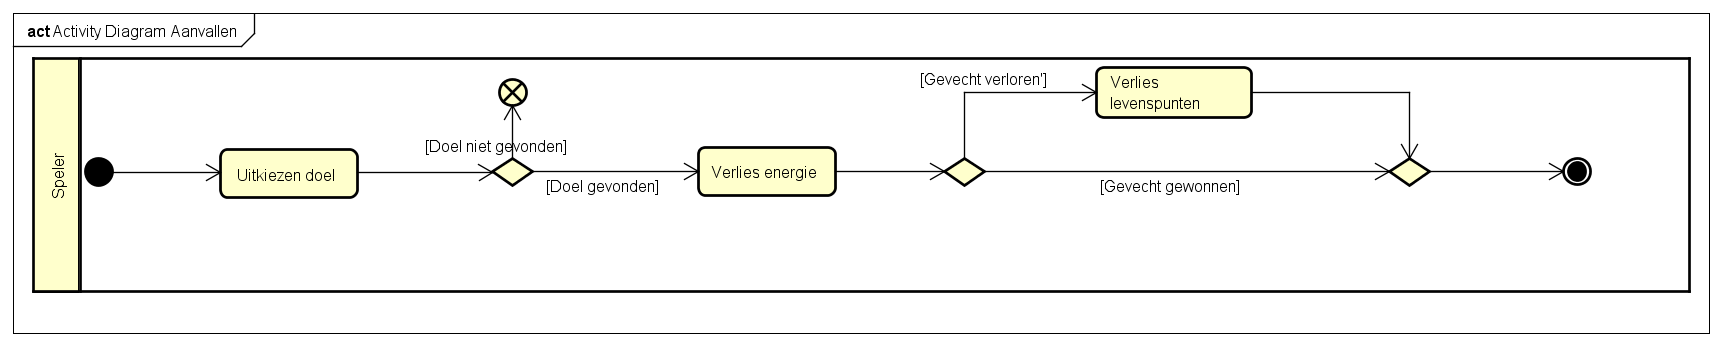 act Activity Diagram Aanvallen
Speler
Uitkiezen doel
[Doel niet gevonden]
[Doel gevonden]
Verlies energie
[Gevecht verloren']
Verlies
levenspunten
[Gevecht gewonnen]